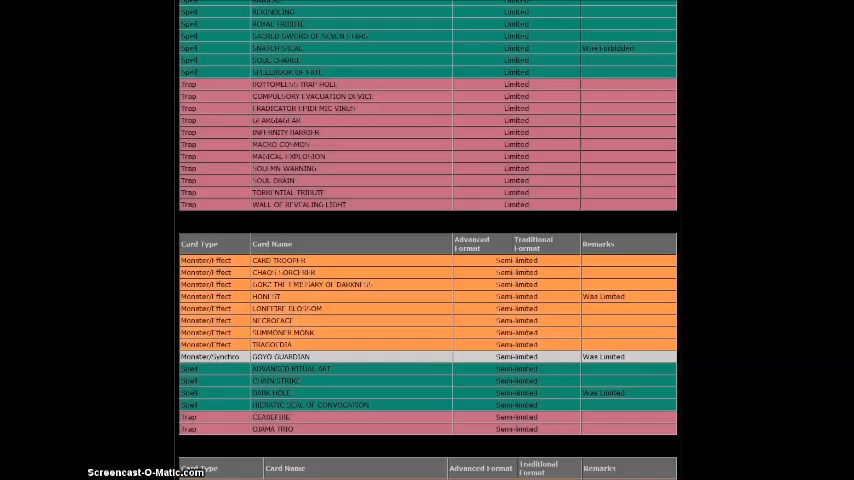 Spell REKINDLING Limited
Spell ROYAL TRIBUTE Limited
Spell SACRED SWORD OF SEVEN STARS Limited
Spell SNATCH STEAL Limited Was Forbidden
Spell SOUL CHARGE Limited
Spell SPELLBOOK OF FATE Limited
Trap BOTTOMLESS TRAP HOLE Limited
Trap COMPULSORY EVACUATION DEVICE Limited
Trap ERADICATOR EPIDEMIC VIRUS Limited
Trap GEARGIAGEAR Limited
Trap INFERNITY BARRIER Limited
Trap MACRO COSMOS Limited
Trap MAGICAL EXPLOSION Limited
Trap SOLEMN WARNING Limited
Trap SOUL DRAIN Limited
Trap TORRENTIAL TRIBUTE Limited
Trap WALL OF REVEALING LIGHT Limited
Card Type Card Name Advanced Format Traditional Format Remarks
Monster/Effect CARD TROOPER Semi-limited
Monster/Effect CHAOS SORCERER Semi-limited
Monster/Effect GORZ THE EMISSARY OF DARKNESS Semi-limited
Monster/Effect HONEST Semi-limited Was Limited
Monster/Effect LONEFIRE BLOSSOM Semi-limited
Monster/Effect NECROFACE Semi-limited
Monster/Effect SUMMONER MONK Semi-limited
Monster/Effect TRAGOEDIA Semi-limited
Monster/Synchro GOYO GUARDIAN Semi-limited Was Limited
Spell ADVANCED RITUAL ART Semi-limited
Spell CHAIN STRIKE Semi-limited
Spell DARK HOLE Semi-limited Was Limited
Spell HIERATIC SEAL OF CONVOCATION Semi-limited
Trap CEASEFIRE Semi-limited
Trap OJAMA TRIO Semi-limited
Card Type Card Name Advanced Format Traditional Format Remarks
Screencast-O-Matic.com